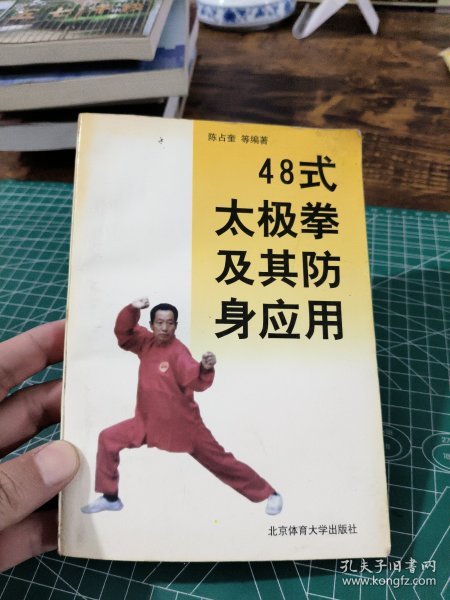 陈占奎 等编著
48式
太极拳
及其防
身应用
北京体育大学出版社
孔夫子旧书网
www.kongfz.com